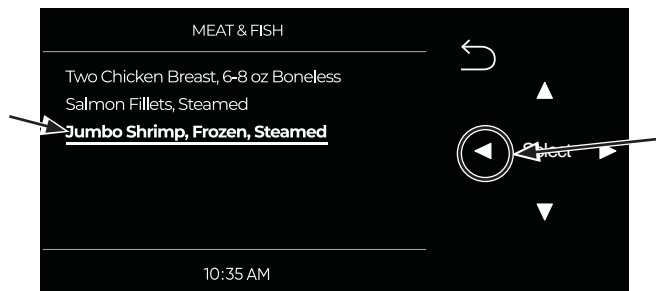 MEAT & FISH
Two Chicken Breast, 6-8 oz Boneless
Salmon Fillets, Steamed
Jumbo Shrimp, Frozen, Steamed
Select
10:35 AM